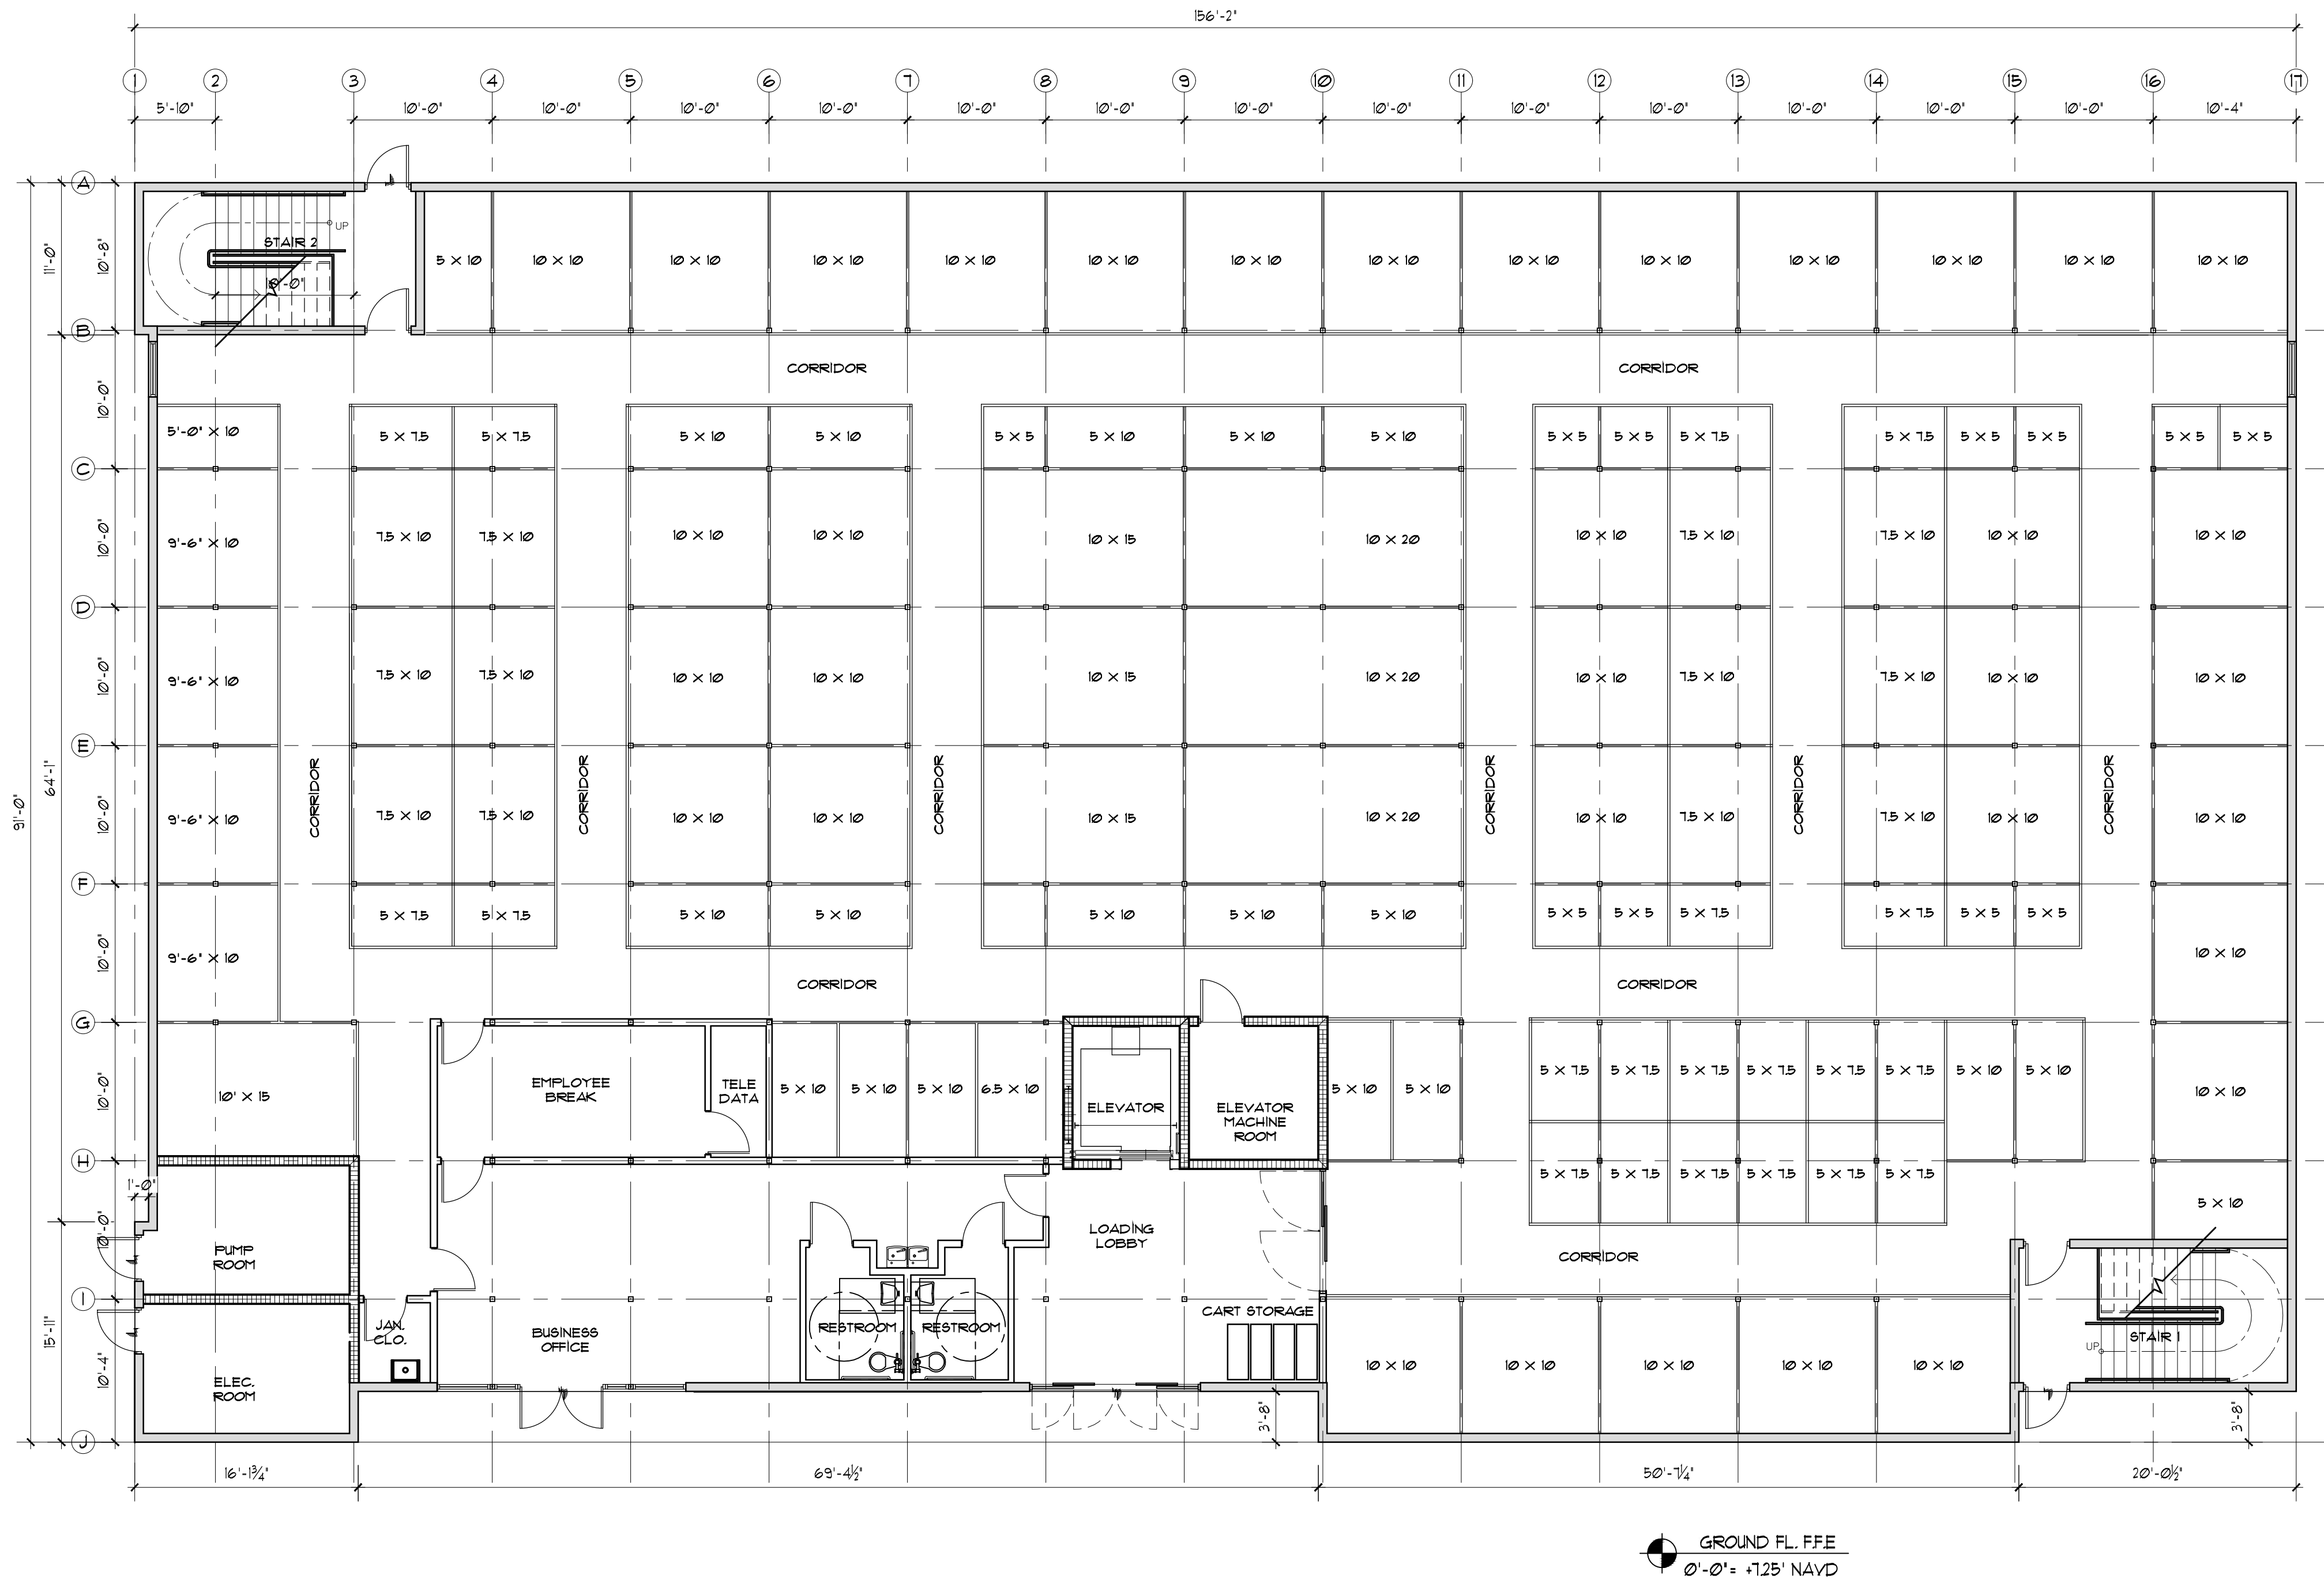 156'-2"
1 2 3 4 5 6 7 8 9 10 11 12 13 14 15 16 17
5'-10" 10'-0" 10'-0" 10'-0" 10'-0" 10'-0" 10'-0" 10'-0" 10'-0" 10'-0" 10'-0" 10'-0" 10'-0" 10'-0" 10'-4"
A
UP
STAIR 2
11'-0" 10'-8"
5 X 10 10 X 10 10 X 10 10 X 10 10 X 10 10 X 10 10 X 10 10 X 10 10 X 10 10 X 10 10 X 10 10 X 10 10 X 10 10 X 10
B
CORRIDOR CORRIDOR
10'-0"
5'-0" X 10 5 X 7.5 5 X 7.5 5 X 10 5 X 10 5 X 5 5 X 10 5 X 10 5 X 10 5 X 5 5 X 5 5 X 7.5 5 X 7.5 5 X 5 5 X 5 5 X 5 5 X 5
C
10'-0"
9'-6" X 10 7.5 X 10 7.5 X 10 10 X 10 10 X 10 10 X 15 10 X 20 10 X 10 7.5 X 10 7.5 X 10 10 X 10 10 X 10
D
10'-0"
9'-6" X 10 7.5 X 10 7.5 X 10 10 X 10 10 X 10 10 X 15 10 X 20 10 X 10 7.5 X 10 7.5 X 10 10 X 10 10 X 10
E
64'-1"
91'-0"
CORRIDOR CORRIDOR CORRIDOR CORRIDOR CORRIDOR CORRIDOR
10'-0"
9'-6" X 10 7.5 X 10 7.5 X 10 10 X 10 10 X 10 10 X 15 10 X 20 10 X 10 7.5 X 10 7.5 X 10 10 X 10 10 X 10
F
5 X 7.5 5 X 7.5 5 X 10 5 X 10 5 X 10 5 X 10 5 X 10 5 X 5 5 X 5 5 X 7.5 5 X 7.5 5 X 5 5 X 5
10'-0"
9'-6" X 10 10 X 10
CORRIDOR CORRIDOR
G
10'-0"
10' X 15
EMPLOYEE
BREAK
TELE
DATA
5 X 10 5 X 10 5 X 10 6.5 X 10
ELEVATOR
ELEVATOR
MACHINE
ROOM
5 X 10 5 X 10
5 X 7.5 5 X 7.5 5 X 7.5 5 X 7.5 5 X 7.5 5 X 7.5 5 X 10 5 X 10
10 X 10
H
5 X 7.5 5 X 7.5 5 X 7.5 5 X 7.5 5 X 7.5 5 X 7.5
1'-0"
5 X 10
10'-0"
LOADING
LOBBY
PUMP
ROOM
CORRIDOR
I
CART STORAGE
JAN.
CLO.
BUSINESS
OFFICE
RESTROOM RESTROOM
STAIR 1
UP
15'-11" 10'-4"
10 X 10 10 X 10 10 X 10 10 X 10 10 X 10
ELEC.
ROOM
3'-8" 3'-8"
J
16'-1¾" 69'-4½" 50'-7¼" 20'-0½"
GROUND FL. F.F.E
0'-0"= +7.25' NAVD